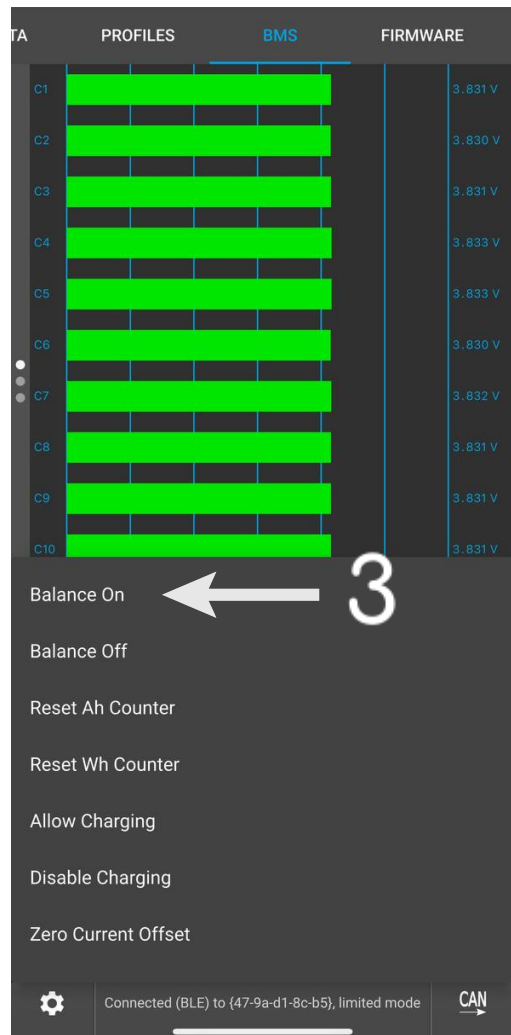 TA PROFILES BMS FIRMWARE
C1 3.831 V
C2 3.830 V
C3 3.831 V
C4 3.833 V
C5 3.833 V
C6 3.830 V
C7 3.832 V
C8 3.831 V
C9 3.831 V
C10 3.831 V
Balance On 3
Balance Off
Reset Ah Counter
Reset Wh Counter
Allow Charging
Disable Charging
Zero Current Offset
Connected (BLE) to {47-9a-d1-8c-b5}, limited mode CAN